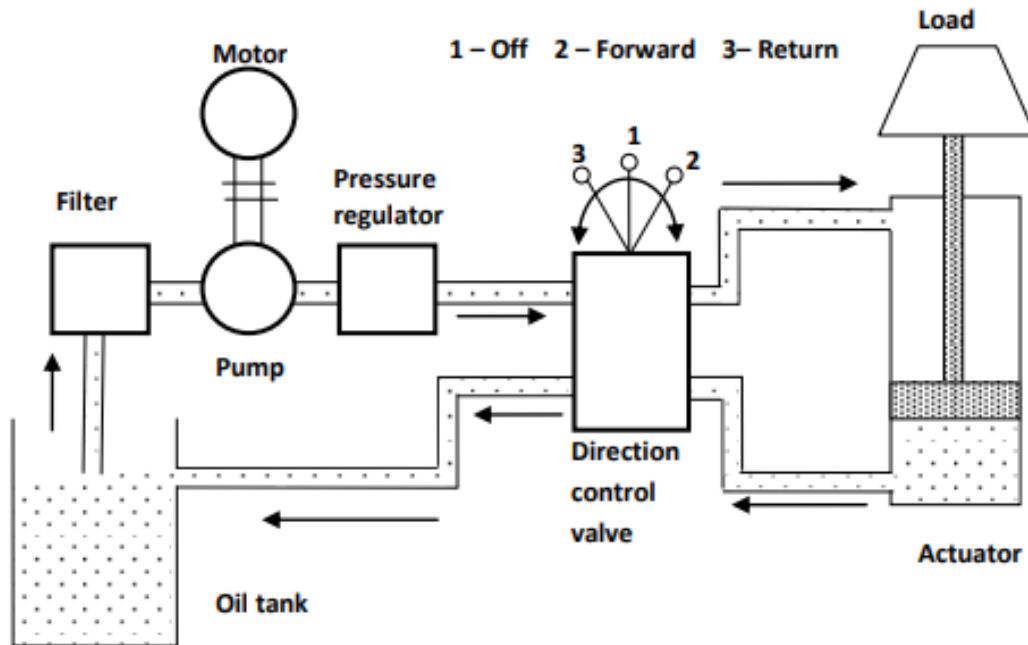 Load
Motor
1 – Off 2 – Forward 3– Return
1
3
2
Pressure
regulator
Filter
Pump
Direction
control
valve
Actuator
Oil tank